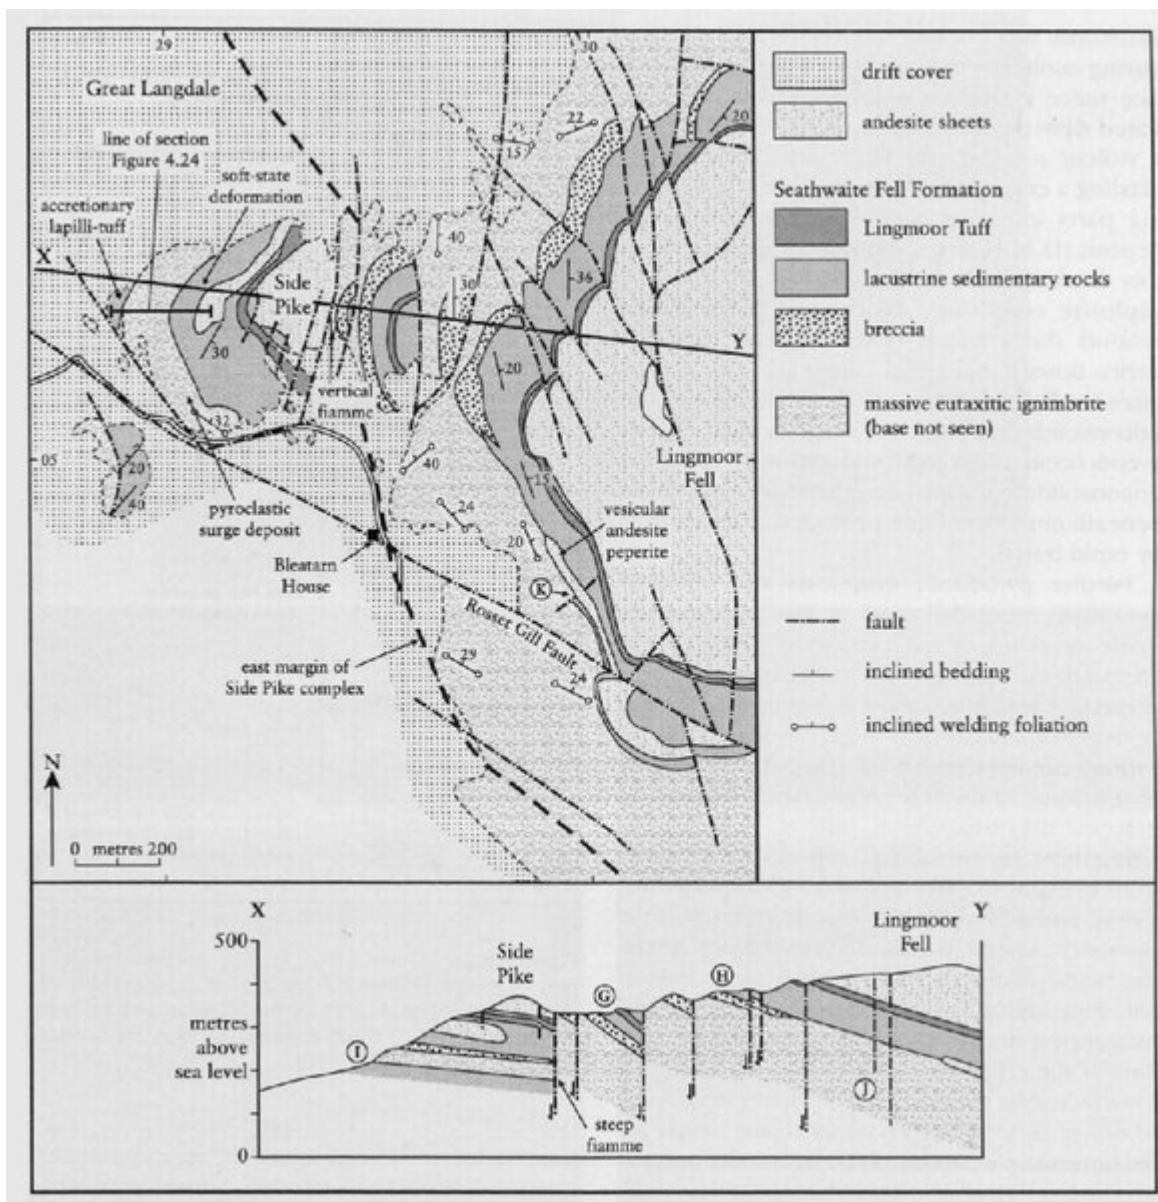 29
30
Great Langdale
line of section
Figure 4.24
soft-state
deformation
accretionary
lapilli-tuff
22
15
20
40
X
Side
Pike
30
36
Y
30
20
vertical
fiamme
32
05
20
40
40
Lingmoor
Fell
15
pyroclastic
surge deposit
24
20
vesicular
andesite
peperite
Bleatarn
House
K
Rosser Gill Fault
east margin of
Side Pike complex
29
24
N
0 metres 200
drift cover
andesite sheets
Seathwaite Fell Formation
Lingmoor Tuff
lacustrine sedimentary rocks
breccia
massive eutaxitic ignimbrite
(base not seen)
fault
inclined bedding
inclined welding foliation
X
Y
500
metres
above
sea level
0
Side
Pike
Lingmoor
Fell
G
H
I
J
steep
fiamme